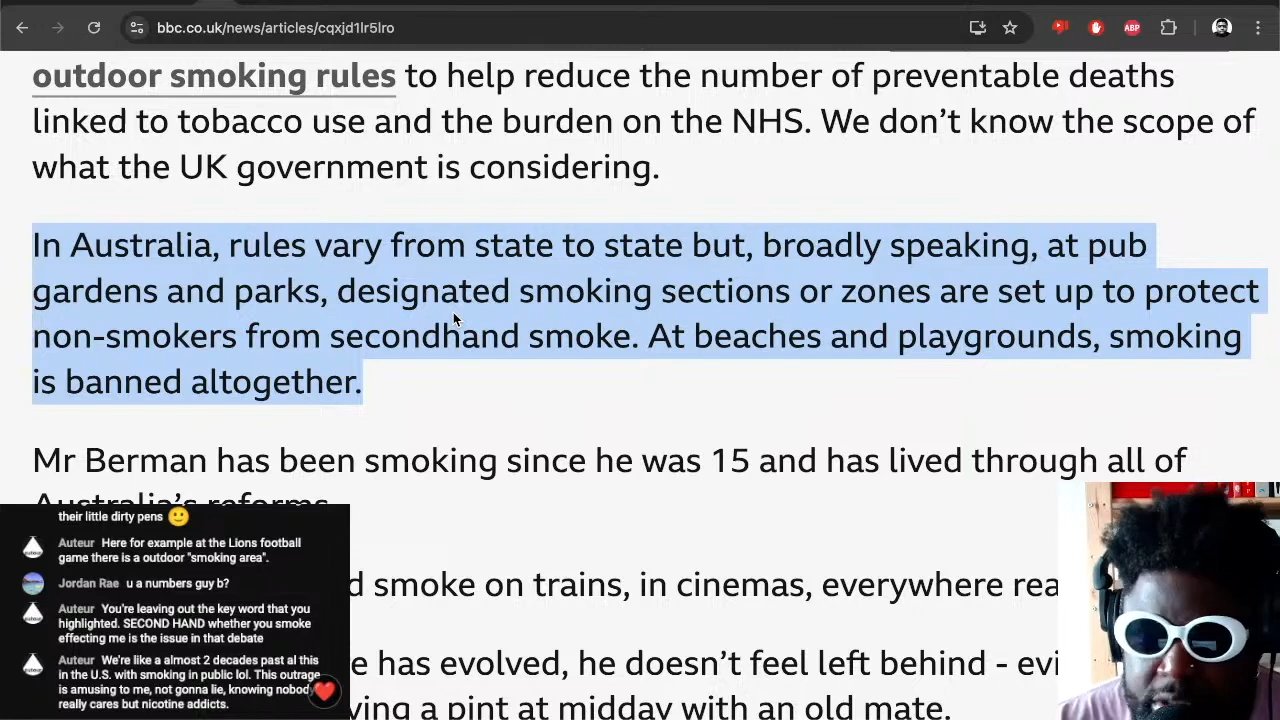 bbc.co.uk/news/articles/cqxjd1lr5lro
ABP
outdoor smoking rules to help reduce the number of preventable deaths
linked to tobacco use and the burden on the NHS. We don’t know the scope of
what the UK government is considering.
In Australia, rules vary from state to state but, broadly speaking, at pub
gardens and parks, designated smoking sections or zones are set up to protect
non-smokers from secondhand smoke. At beaches and playgrounds, smoking
is banned altogether.
Mr Berman has been smoking since he was 15 and has lived through all of
Australia’s reforms
d smoke on trains, in cinemas, everywhere rea
e has evolved, he doesn’t feel left behind - evi
ving a pint at midday with an old mate.
their little dirty pens 🙂
Auteur Here for example at the Lions football
game there is a outdoor "smoking area".
Jordan Rae u a numbers guy b?
Auteur You're leaving out the key word that you
highlighted. SECOND HAND whether you smoke
effecting me is the issue in that debate
Auteur We're like a almost 2 decades past al this
in the U.S. with smoking in public lol. This outrage
is amusing to me, not gonna lie, knowing nobody
really cares but nicotine addicts.